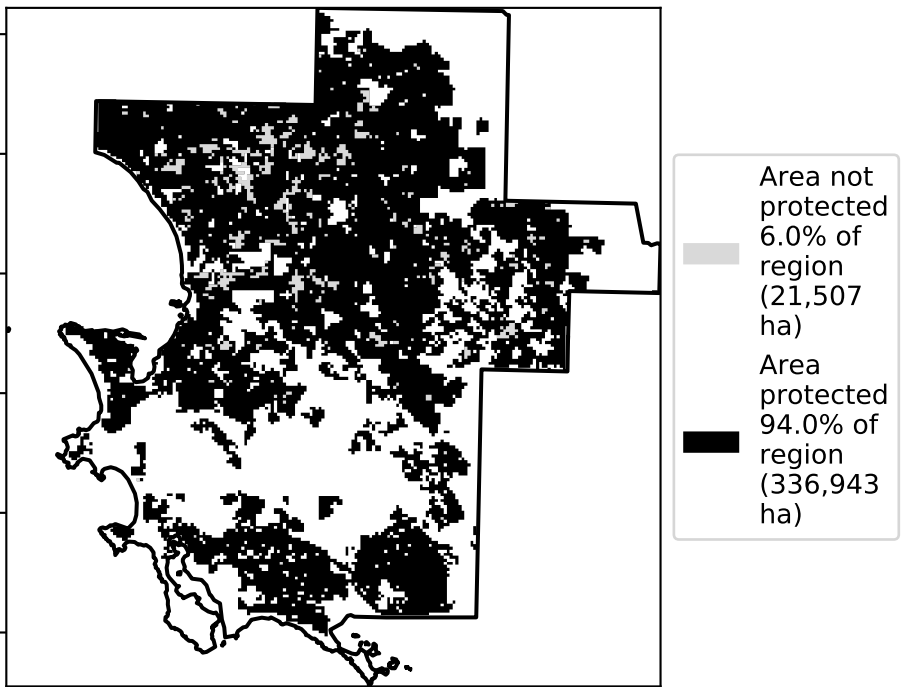 Area not
protected
6.0% of
region
(21,507
ha)
Area
protected
94.0% of
region
(336,943
ha)